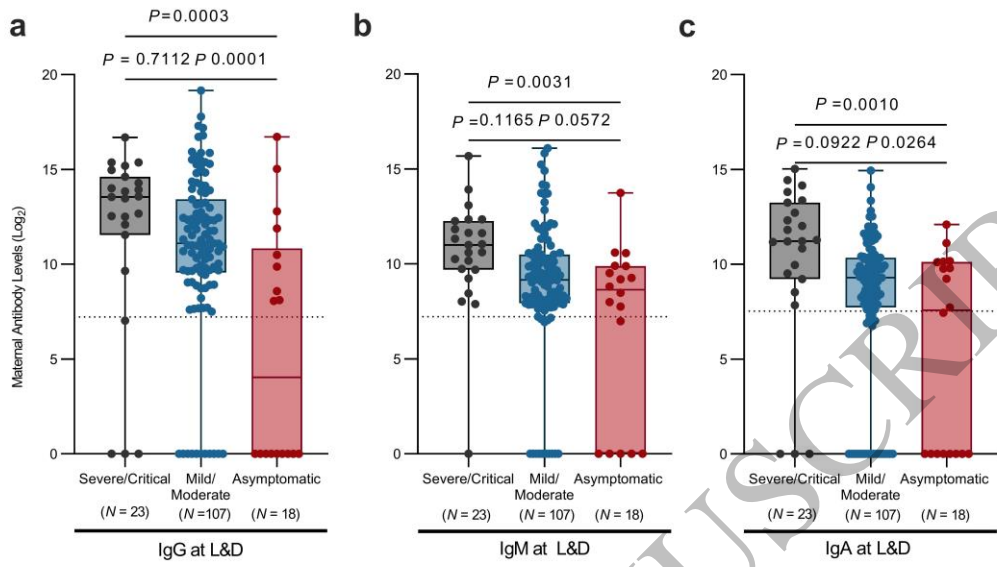 a
P=0.0003
P = 0.7112 P 0.0001
20
15
10
5
0
Maternal Antibody Levels (Log2)
Severe/Critical Mild/ Asymptomatic
Moderate
(N = 23) (N =107) (N = 18)
IgG at L&D
b
P =0.0031
P =0.1165 P 0.0572
20
15
10
5
0
Severe/Critical Mild/ Asymptomatic
Moderate
(N = 23) (N = 107) (N = 18)
IgM at L&D
c
P =0.0010
P =0.0922 P 0.0264
20
15
10
5
0
Severe/Critical Mild/ Asymptomatic
Moderate
(N = 23) (N = 107) (N = 18)
IgA at L&D
USCRIP